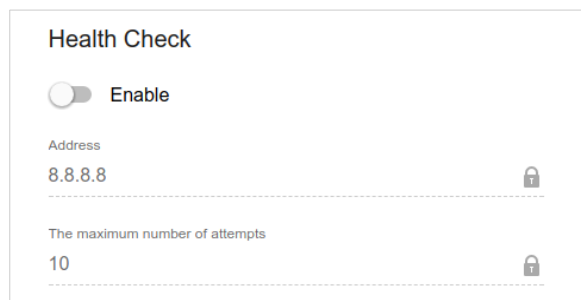 Health Check
Enable
Address
8.8.8.8
The maximum number of attempts
10